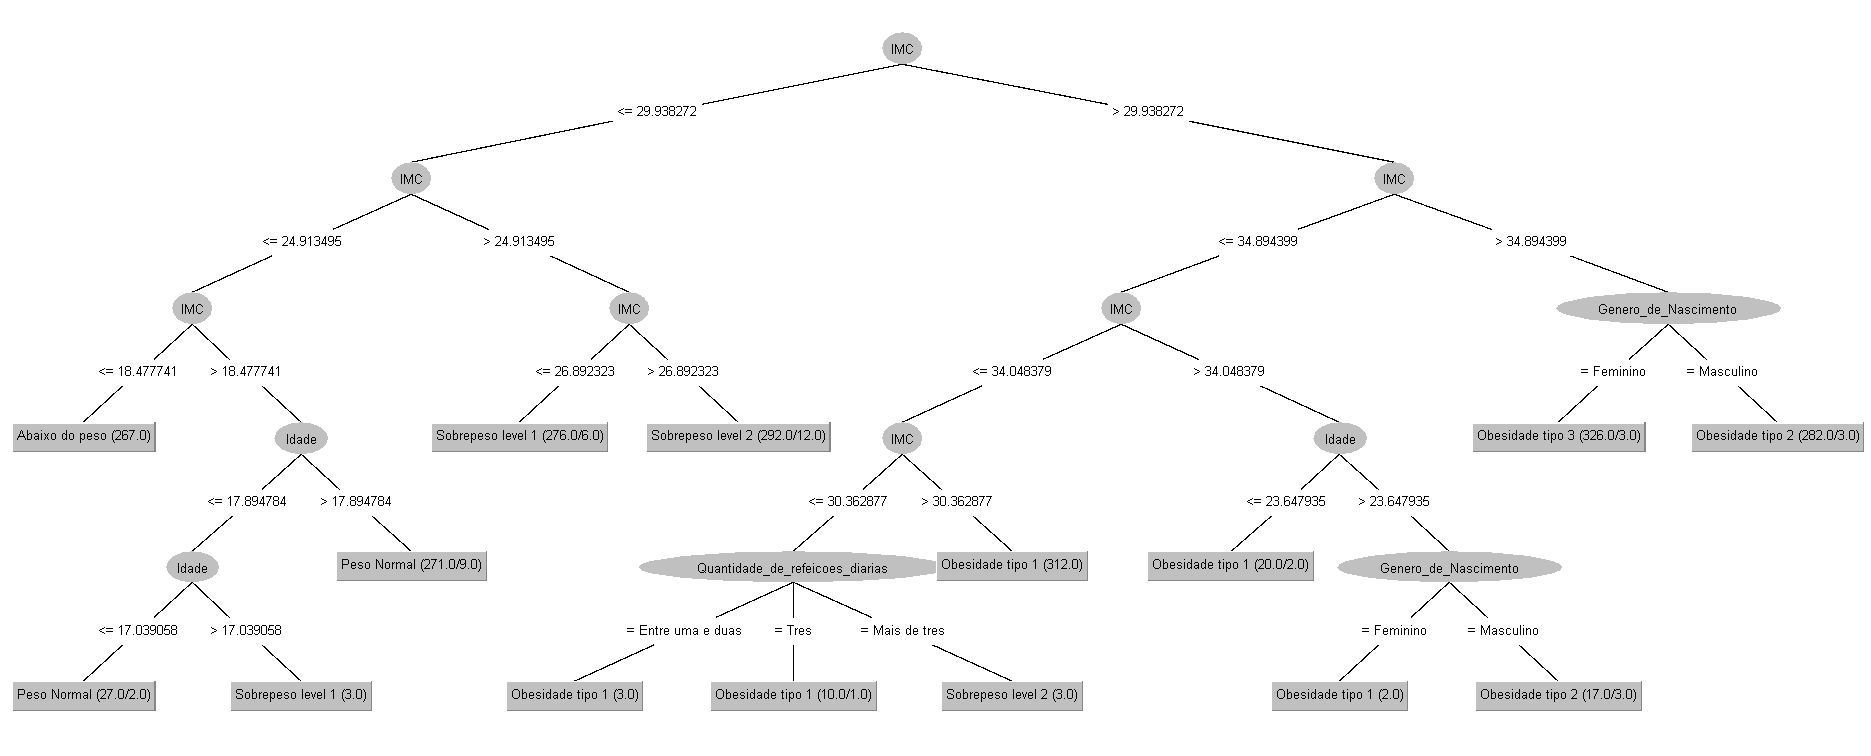 IMC
<= 29.938272
> 29.938272
IMC
IMC
<= 24.913495
> 24.913495
<= 34.894399
> 34.894399
IMC
IMC
IMC
Genero_de_Nascimento
<= 18.477741
> 18.477741
<= 26.892323
> 26.892323
<= 34.048379
> 34.048379
= Feminino
= Masculino
Abaixo do peso (267.0)
Idade
Sobrepeso level 1 (276.0/6.0)
Sobrepeso level 2 (292.0/12.0)
IMC
Idade
Obesidade tipo 3 (326.0/3.0)
Obesidade tipo 2 (282.0/3.0)
<= 17.894784
> 17.894784
<= 30.362877
> 30.362877
<= 23.647935
> 23.647935
Idade
Peso Normal (271.0/9.0)
Quantidade_de_refeicoes_diarias
Obesidade tipo 1 (312.0)
Obesidade tipo 1 (20.0/2.0)
Genero_de_Nascimento
<= 17.039058
> 17.039058
= Entre uma e duas
= Tres
= Mais de tres
= Feminino
= Masculino
Peso Normal (27.0/2.0)
Sobrepeso level 1 (3.0)
Obesidade tipo 1 (3.0)
Obesidade tipo 1 (10.0/1.0)
Sobrepeso level 2 (3.0)
Obesidade tipo 1 (2.0)
Obesidade tipo 2 (17.0/3.0)